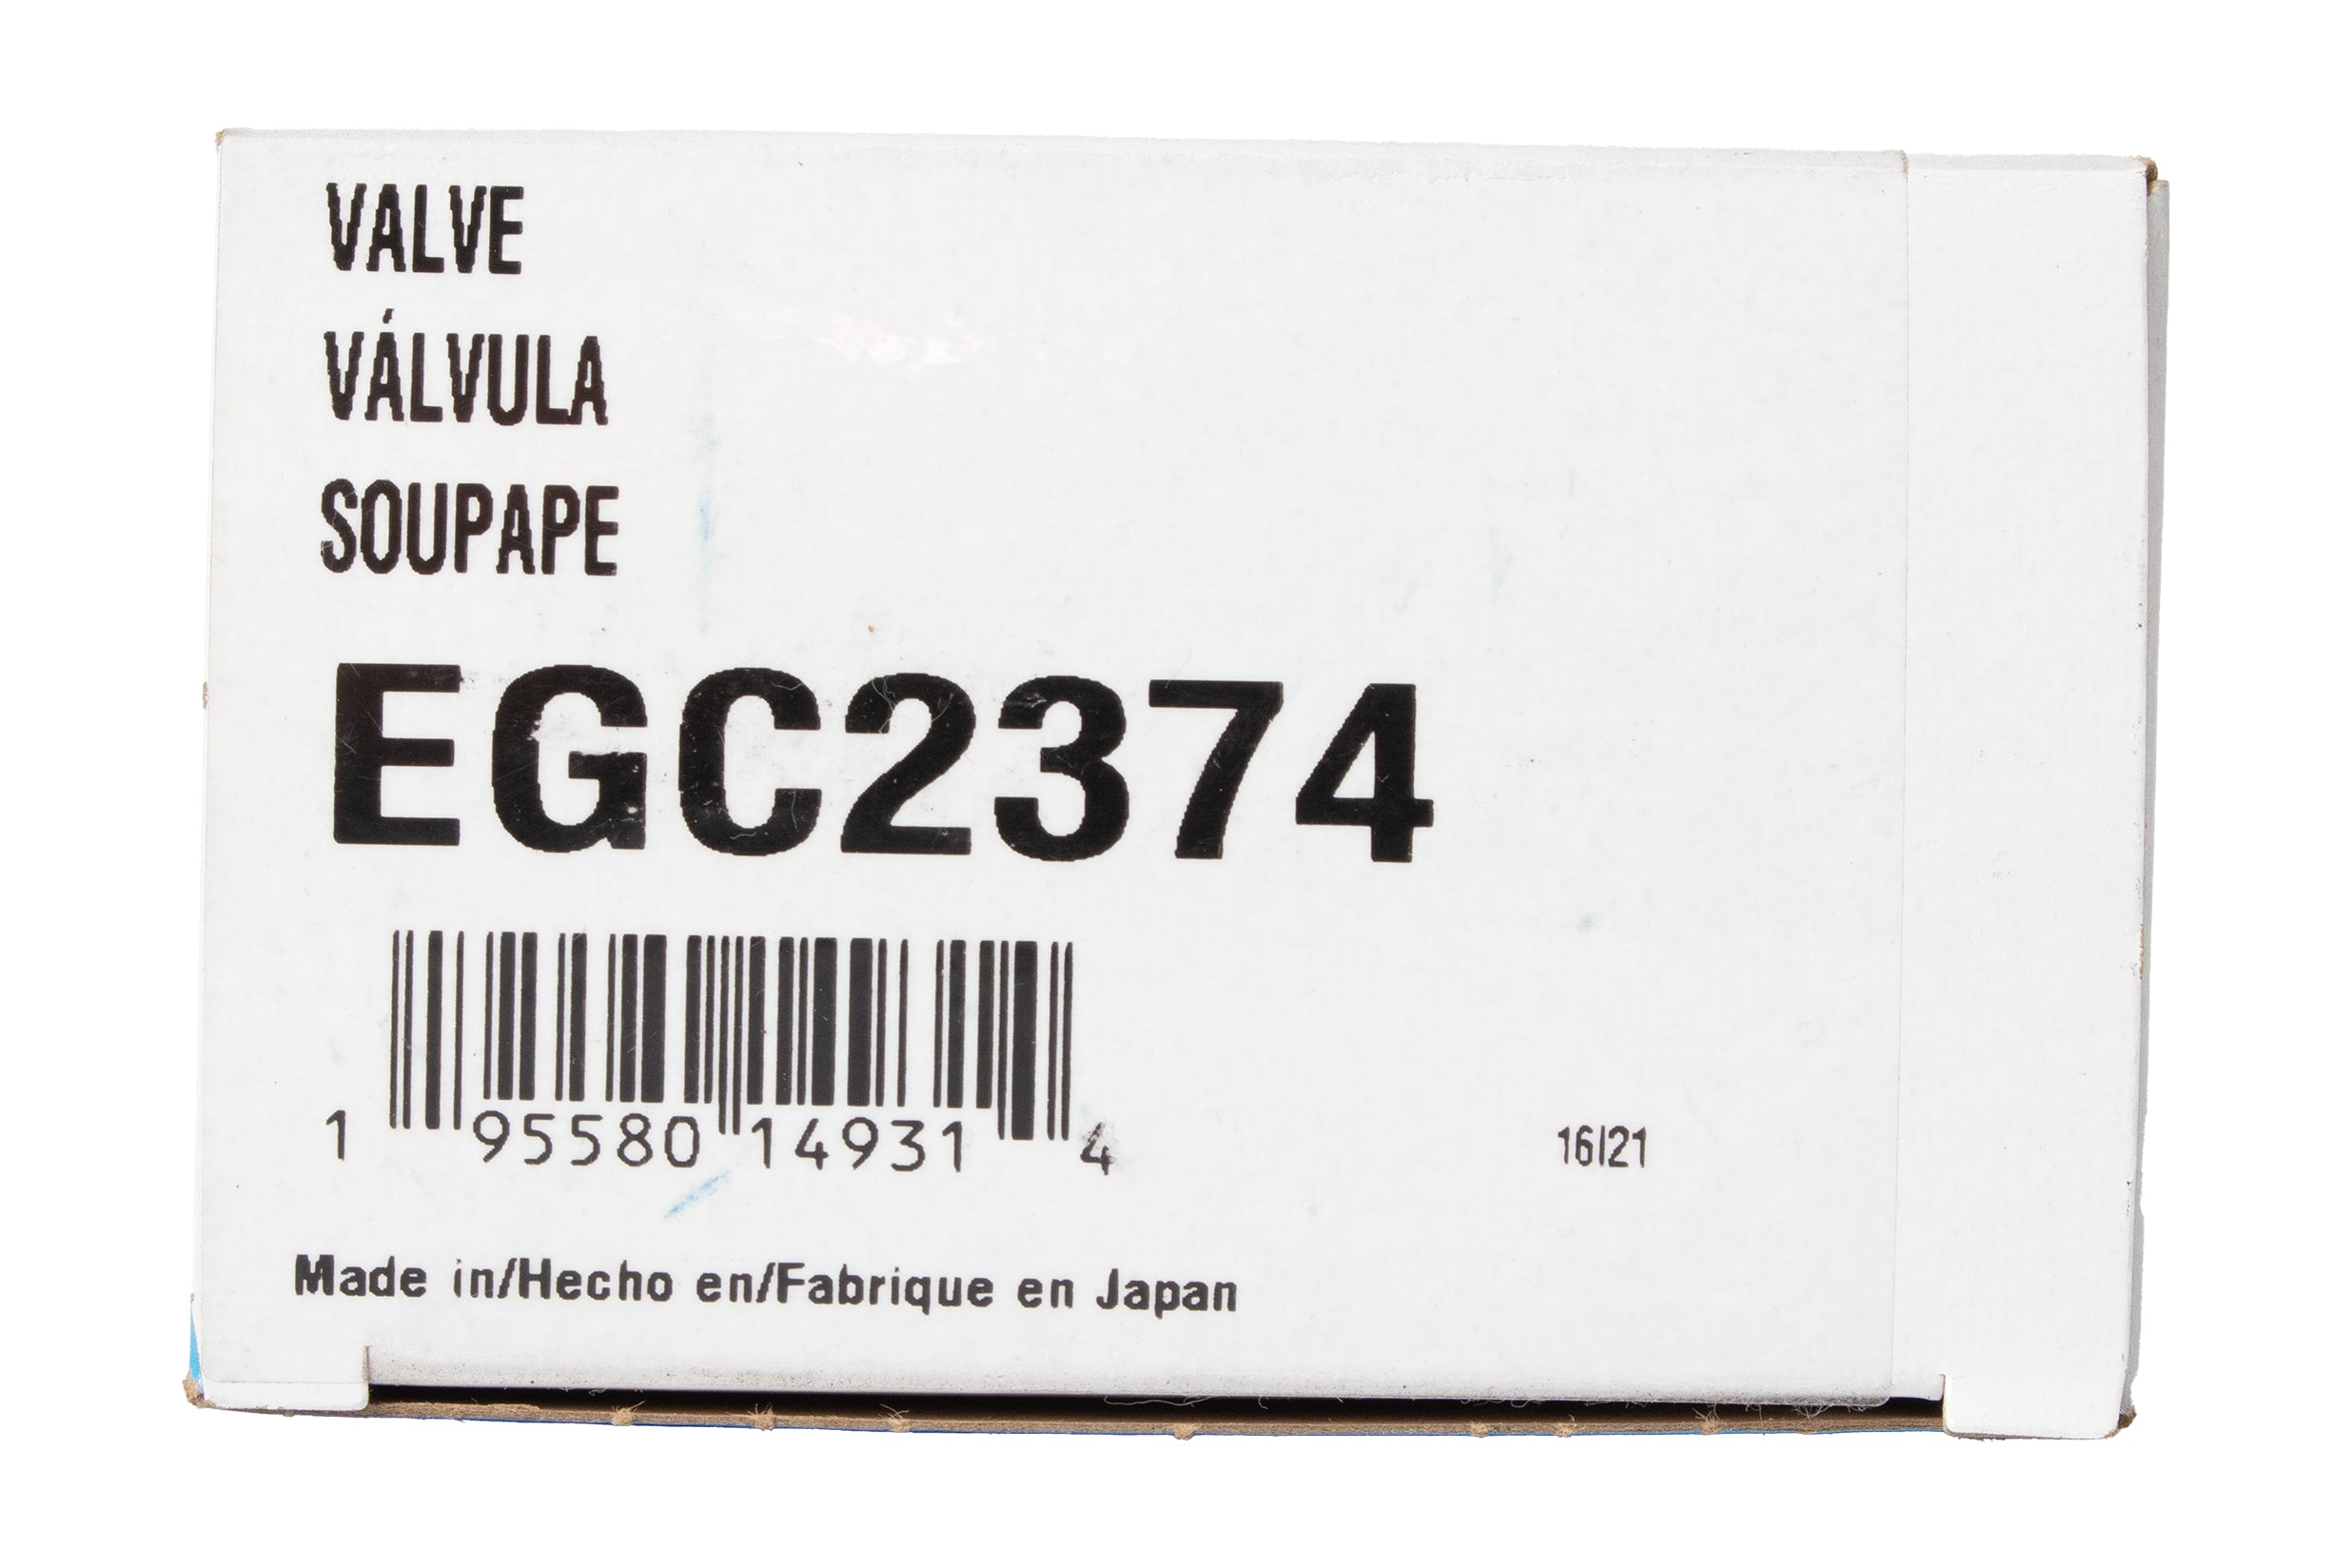 VALVE
VÁLVULA
SOUPAPE
EGC2374
1 95580 14931 4
16/21
Made in/Hecho en/Fabrique en Japan